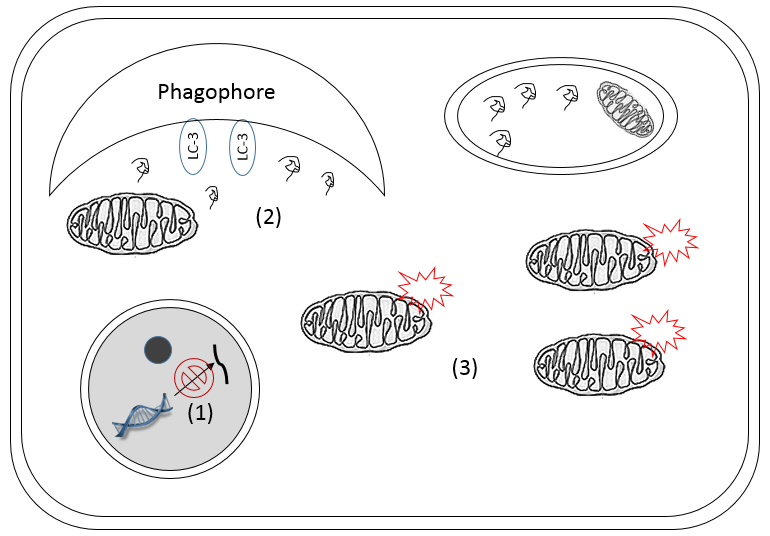 Phagophore
LC-3
LC-3
(2)
(3)
(1)